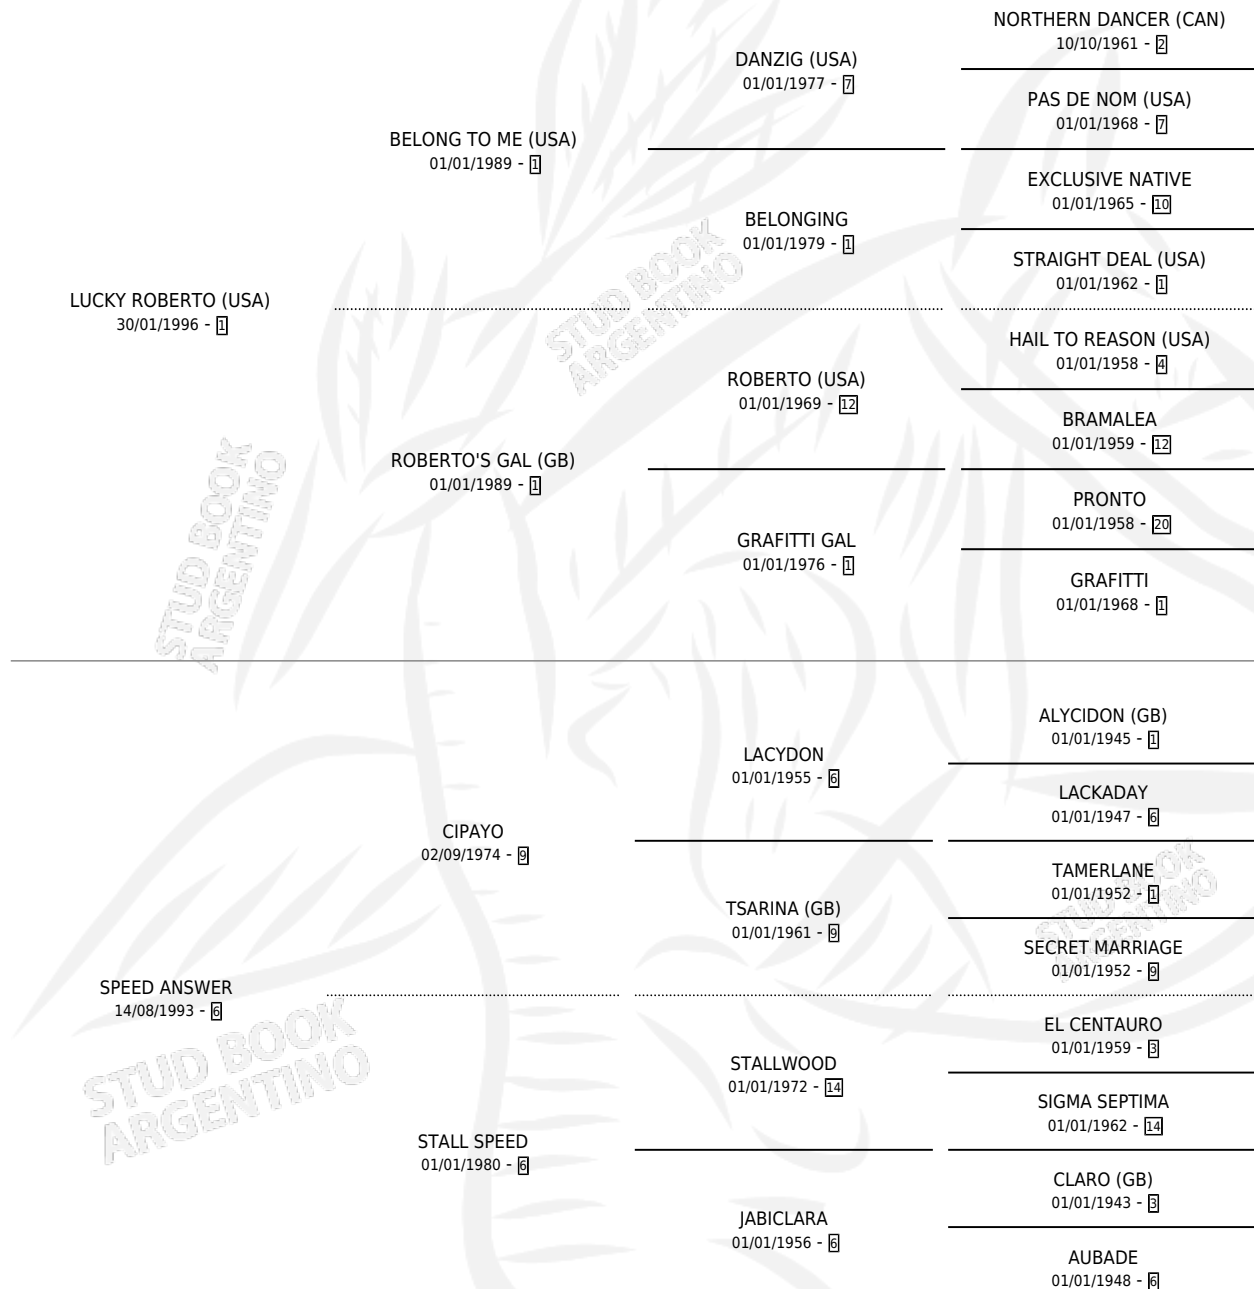 NORTHERN DANCER (CAN)
10/10/1961 - 2
DANZIG (USA)
01/01/1977 - 7
PAS DE NOM (USA)
01/01/1968 - 7
BELONG TO ME (USA)
01/01/1989 - 1
EXCLUSIVE NATIVE
01/01/1965 - 10
BELONGING
01/01/1979 - 1
STRAIGHT DEAL (USA)
01/01/1962 - 1
LUCKY ROBERTO (USA)
30/01/1996 - 1
STUD BOOK
ARGENTINO
HAIL TO REASON (USA)
01/01/1958 - 4
ROBERTO (USA)
01/01/1969 - 12
BRAMALEA
01/01/1959 - 12
ROBERTO'S GAL (GB)
01/01/1989 - 1
PRONTO
01/01/1958 - 20
GRAFITTI GAL
01/01/1976 - 1
GRAFITTI
01/01/1968 - 1
STUD BOOK
ARGENTINO
ALYCIDON (GB)
01/01/1945 - 1
LACYDON
01/01/1955 - 6
LACKADAY
01/01/1947 - 6
CIPAYO
02/09/1974 - 9
TAMERLANE
01/01/1952 - 1
TSARINA (GB)
01/01/1961 - 9
SECRET MARRIAGE
01/01/1952 - 9
STUD BOOK
ARGENTINO
SPEED ANSWER
14/08/1993 - 6
EL CENTAURO
01/01/1959 - 3
STALLWOOD
01/01/1972 - 14
SIGMA SEPTIMA
01/01/1962 - 14
STUD BOOK
ARGENTINO
STALL SPEED
01/01/1980 - 6
CLARO (GB)
01/01/1943 - 3
JABICLARA
01/01/1956 - 6
AUBADE
01/01/1948 - 6